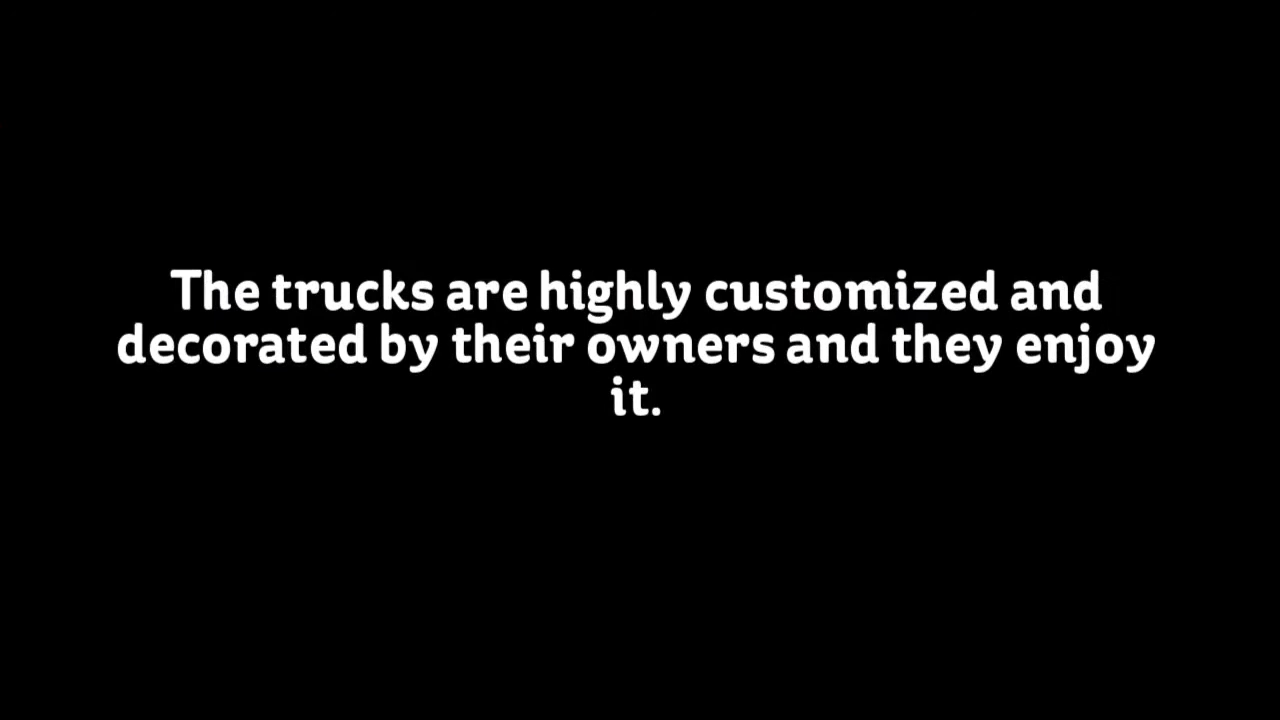 The trucks are highly customized and
decorated by their owners and they enjoy
it.